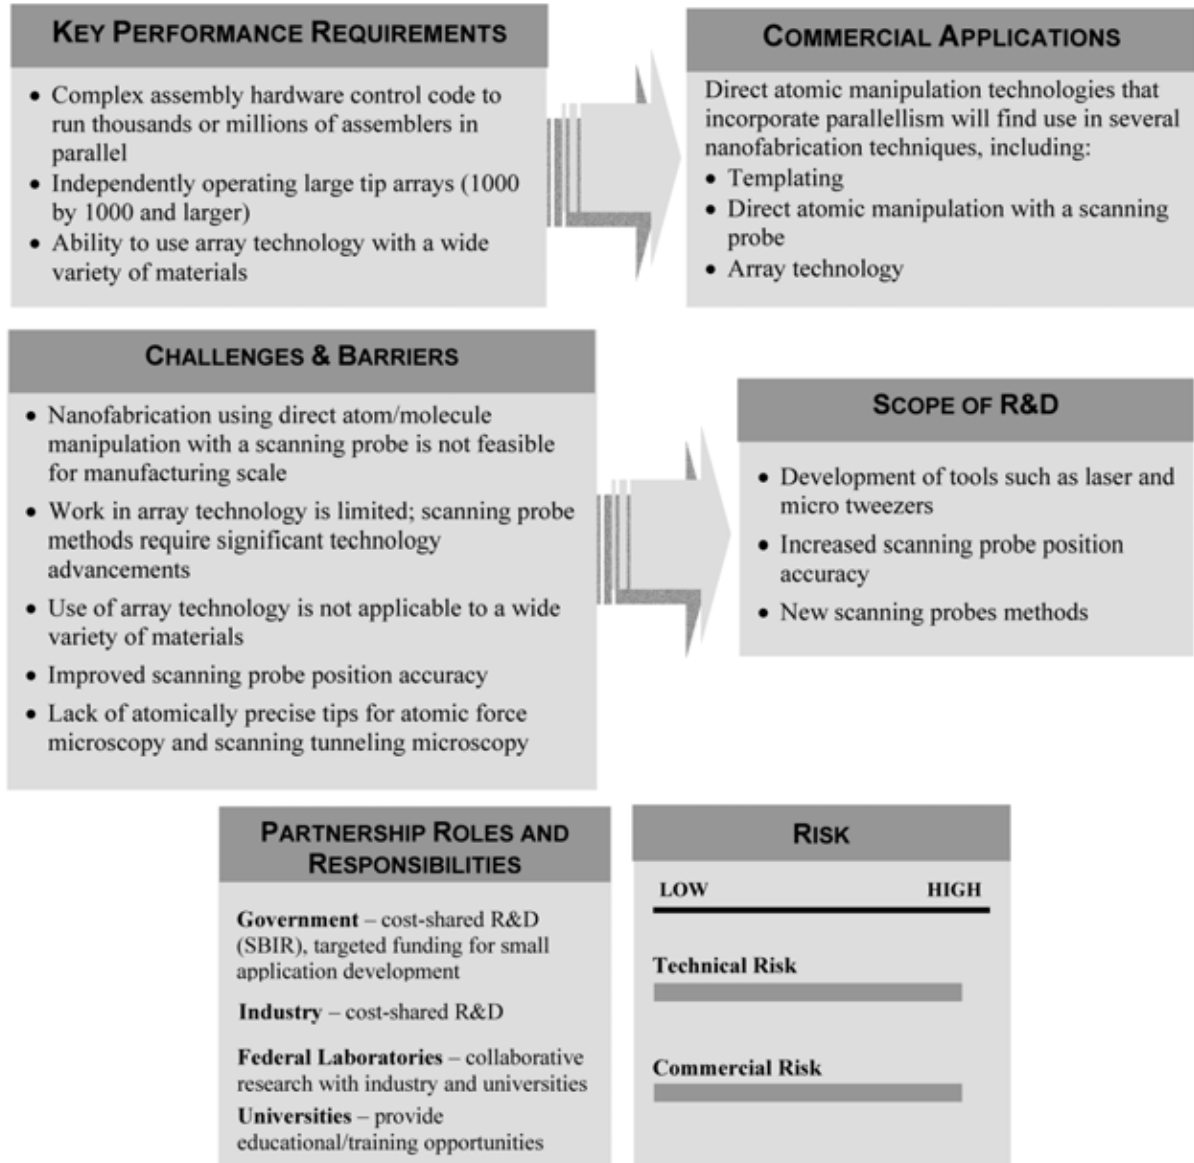 KEY PERFORMANCE REQUIREMENTS
• Complex assembly hardware control code to
run thousands or millions of assemblers in
parallel
• Independently operating large tip arrays (1000
by 1000 and larger)
• Ability to use array technology with a wide
variety of materials
COMMERCIAL APPLICATIONS
Direct atomic manipulation technologies that
incorporate parallellism will find use in several
nanofabrication techniques, including:
• Templating
• Direct atomic manipulation with a scanning
probe
• Array technology
CHALLENGES & BARRIERS
• Nanofabrication using direct atom/molecule
manipulation with a scanning probe is not feasible
for manufacturing scale
• Work in array technology is limited; scanning probe
methods require significant technology
advancements
• Use of array technology is not applicable to a wide
variety of materials
• Improved scanning probe position accuracy
• Lack of atomically precise tips for atomic force
microscopy and scanning tunneling microscopy
SCOPE OF R&D
• Development of tools such as laser and
micro tweezers
• Increased scanning probe position
accuracy
• New scanning probes methods
PARTNERSHIP ROLES AND
RESPONSIBILITIES
Government – cost-shared R&D
(SBIR), targeted funding for small
application development
Industry – cost-shared R&D
Federal Laboratories – collaborative
research with industry and universities
Universities – provide
educational/training opportunities
RISK
LOW HIGH
Technical Risk
Commercial Risk